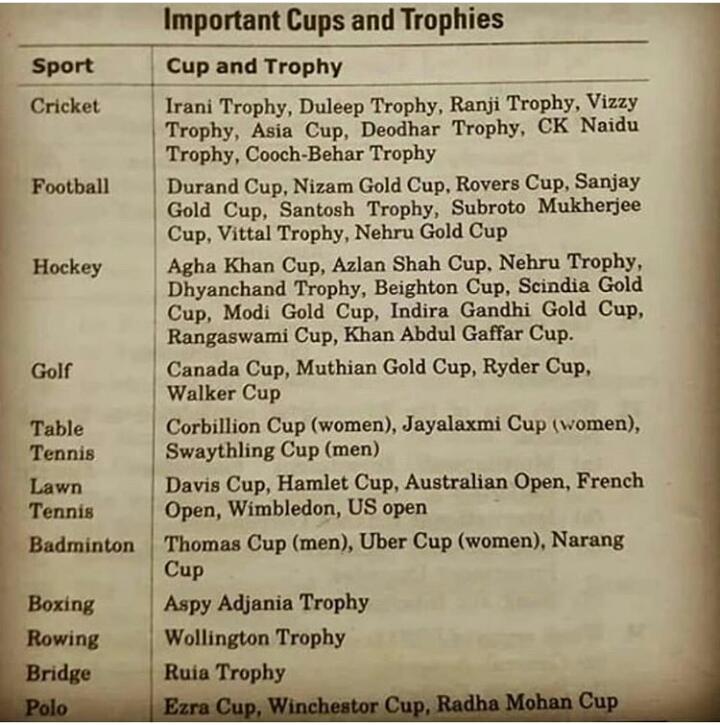 Important Cups and Trophies
Sport Cup and Trophy
Cricket Irani Trophy, Duleep Trophy, Ranji Trophy, Vizzy
Trophy, Asia Cup, Deodhar Trophy, CK Naidu
Trophy, Cooch-Behar Trophy
Football Durand Cup, Nizam Gold Cup, Rovers Cup, Sanjay
Gold Cup, Santosh Trophy, Subroto Mukherjee
Cup, Vittal Trophy, Nehru Gold Cup
Hockey Agha Khan Cup, Azlan Shah Cup, Nehru Trophy,
Dhyanchand Trophy, Beighton Cup, Scindia Gold
Cup, Modi Gold Cup, Indira Gandhi Gold Cup,
Rangaswami Cup, Khan Abdul Gaffar Cup.
Golf Canada Cup, Muthian Gold Cup, Ryder Cup,
Walker Cup
Table Corbillion Cup (women), Jayalaxmi Cup (women),
Tennis Swaythling Cup (men)
Lawn Davis Cup, Hamlet Cup, Australian Open, French
Tennis Open, Wimbledon, US open
Badminton Thomas Cup (men), Uber Cup (women), Narang
Cup
Boxing Aspy Adjania Trophy
Rowing Wollington Trophy
Bridge Ruia Trophy
Polo Ezra Cup, Winchestor Cup, Radha Mohan Cup